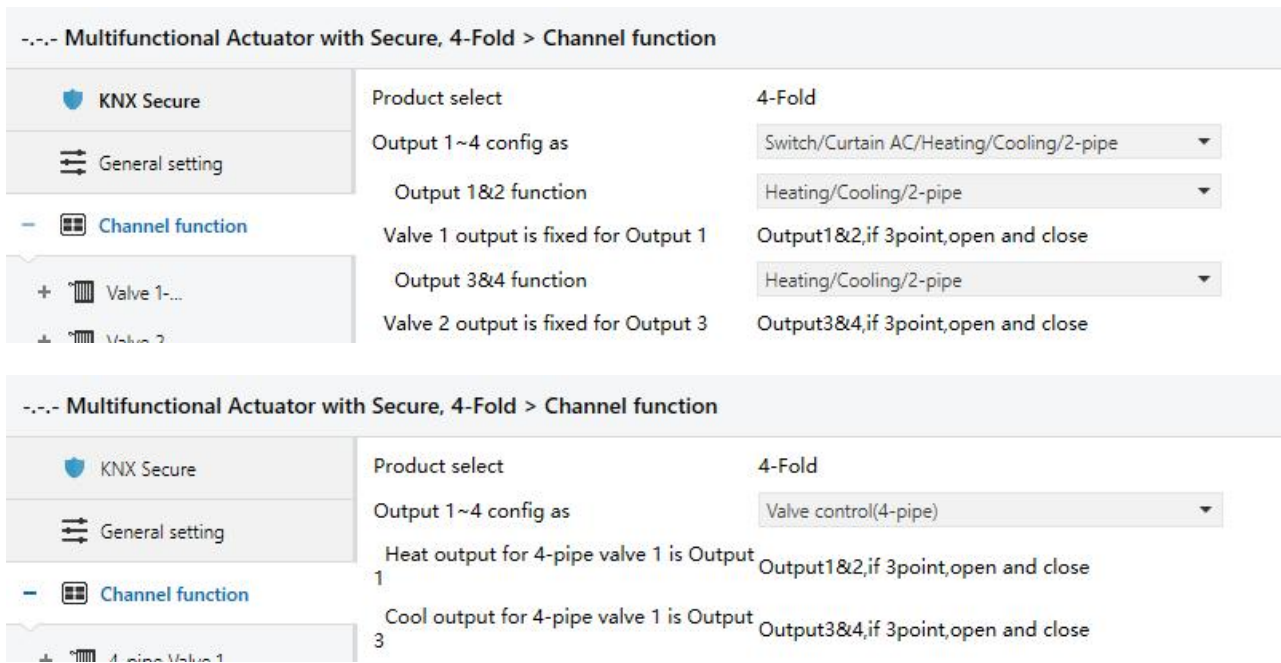 -.-.- Multifunctional Actuator with Secure, 4-Fold > Channel function
KNX Secure
Product select 4-Fold
Output 1~4 config as Switch/Curtain AC/Heating/Cooling/2-pipe
General setting
Output 1&2 function Heating/Cooling/2-pipe
Channel function
Valve 1 output is fixed for Output 1 Output1&2,if 3point,open and close
Output 3&4 function Heating/Cooling/2-pipe
Valve 1-...
Valve 2 output is fixed for Output 3 Output3&4,if 3point,open and close
Valve 2
-.-.- Multifunctional Actuator with Secure, 4-Fold > Channel function
KNX Secure
Product select 4-Fold
Output 1~4 config as Valve control(4-pipe)
General setting
Heat output for 4-pipe valve 1 is Output
1
Output1&2,if 3point,open and close
Channel function
Cool output for 4-pipe valve 1 is Output
3
Output3&4,if 3point,open and close
4-pipe Valve 1